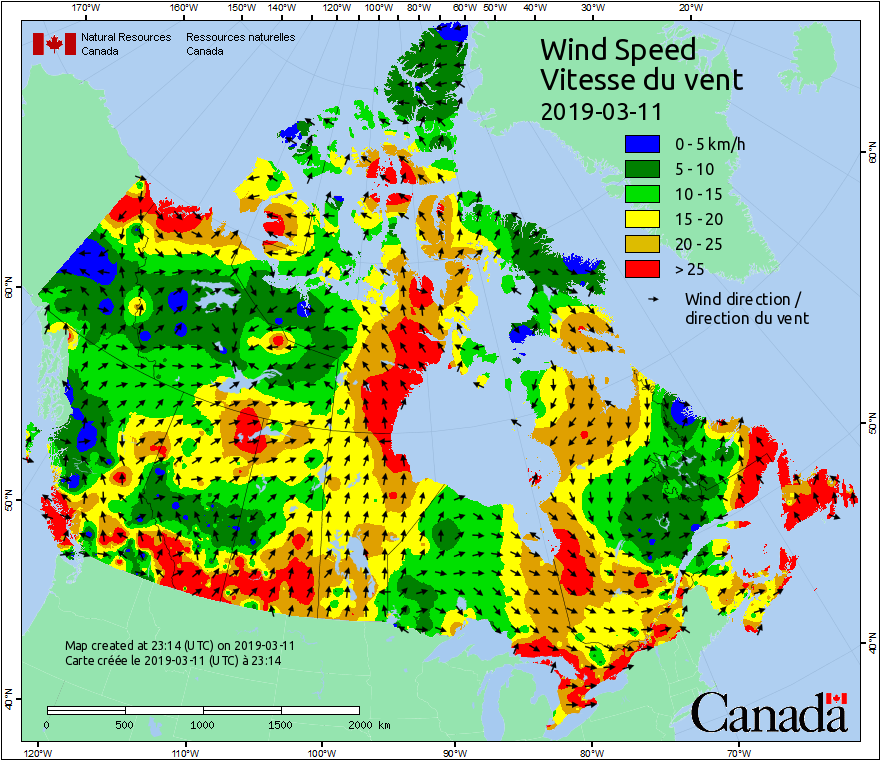 170°W 160°W 150°W 140°W 130°W 120°W 110°W 100°W 90°W 80°W 70°W 60°W 50°W 40°W 30°W 20°W
Natural Resources Ressources naturelles
Canada Canada
Wind Speed
Vitesse du vent
2019-03-11
0 - 5 km/h
5 - 10
10 - 15
15 - 20
20 - 25
> 25
Wind direction /
direction du vent
60°N
60°N
50°N
50°N
40°N
40°N
Map created at 23:14 (UTC) on 2019-03-11
Carte créée le 2019-03-11 (UTC) à 23:14
0 500 1000 1500 2000 km
Canada
120°W 110°W 100°W 90°W 80°W 70°W